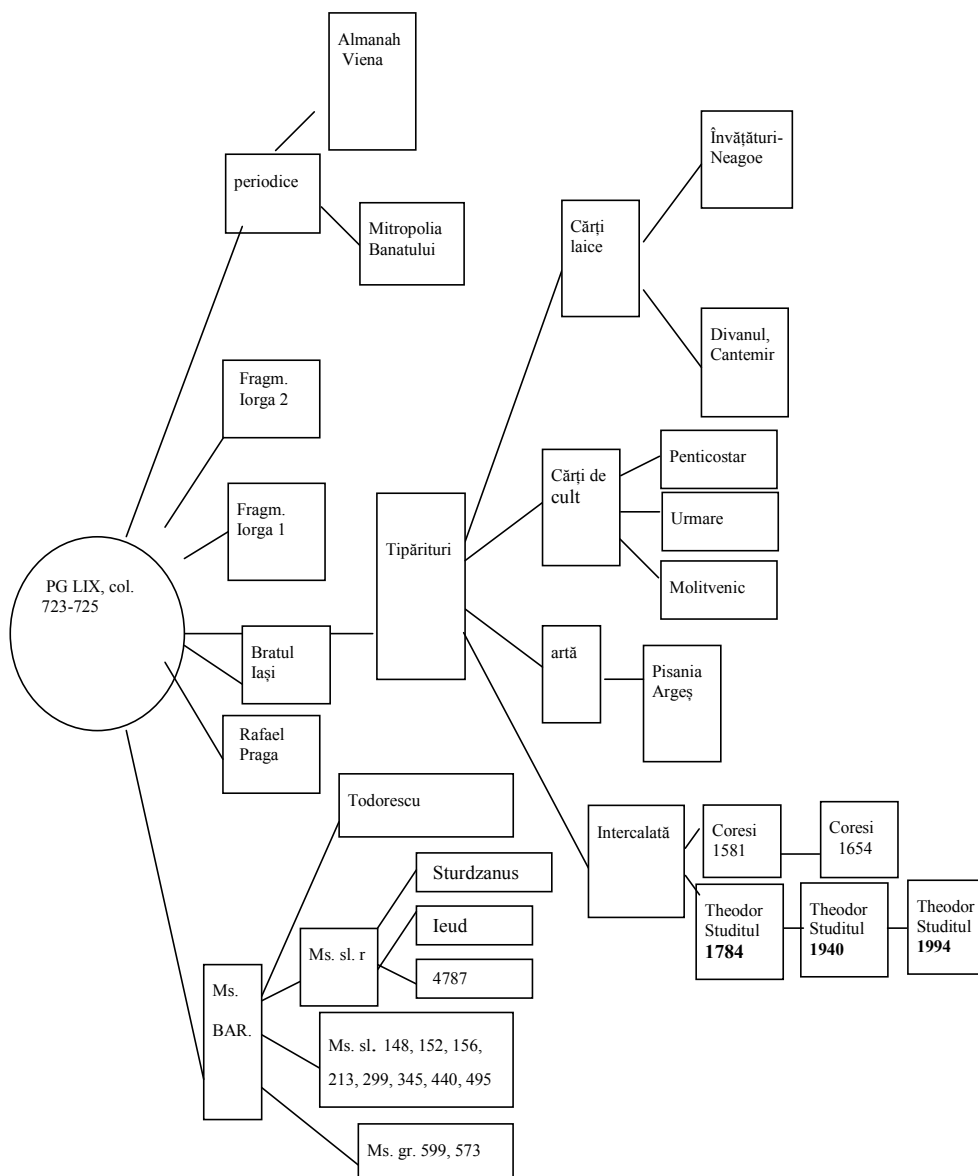 Almanah
Viena
periodice
Mitropolia
Banatului
Învățături-
Neagoe
Cărți
laice
Divanul,
Cantemir
Fragm.
Iorga 2
Fragm.
Iorga 1
PG LIX, col.
723-725
Bratul
Iași
Rafael
Praga
Tipărituri
Cărți de
cult
Penticostar
Urmare
Molitvenic
artă
Pisania
Argeș
Intercalată
Coresi
1581
Coresi
1654
Theodor
Studitul
1784
Theodor
Studitul
1940
Theodor
Studitul
1994
Todorescu
Sturdzanus
Ieud
4787
Ms. sl. r
Ms.
BAR.
Ms. sl. 148, 152, 156,
213, 299, 345, 440, 495
Ms. gr. 599, 573